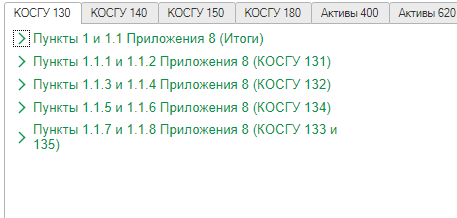 КОСГУ 130 КОСГУ 140 КОСГУ 150 КОСГУ 180 Активы 400 Активы 620
Пункты 1 и 1.1 Приложения 8 (Итоги)
Пункты 1.1.1 и 1.1.2 Приложения 8 (КОСГУ 131)
Пункты 1.1.3 и 1.1.4 Приложения 8 (КОСГУ 132)
Пункты 1.1.5 и 1.1.6 Приложения 8 (КОСГУ 134)
Пункты 1.1.7 и 1.1.8 Приложения 8 (КОСГУ 133 и
135)